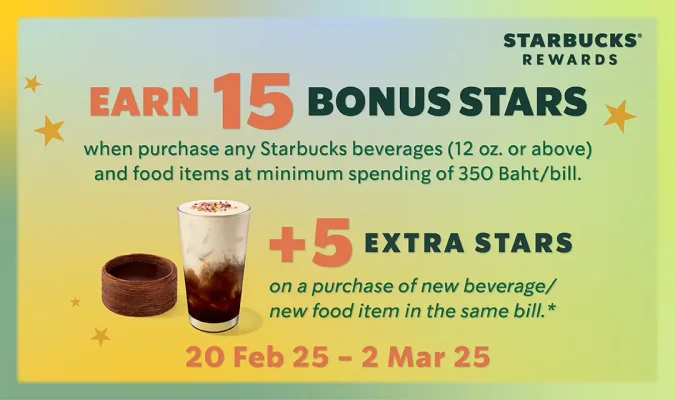 STARBUCKS®
REWARDS
EARN 15 BONUS STARS
when purchase any Starbucks beverages (12 oz. or above)
and food items at minimum spending of 350 Baht/bill.
+5 EXTRA STARS
on a purchase of new beverage/
new food item in the same bill.*
20 Feb 25 – 2 Mar 25